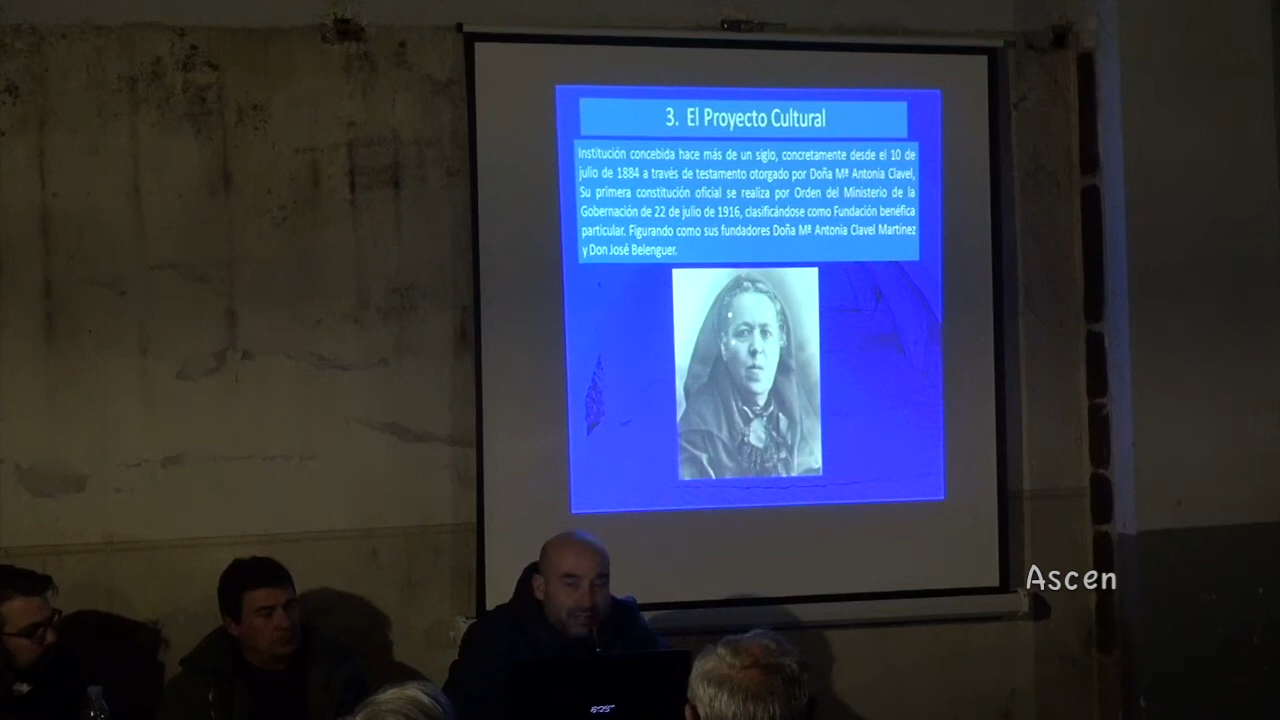 3. El Proyecto Cultural
Institución concebida hace más de un siglo, concretamente desde el 10 de
julio de 1884 a través de testamento otorgado por Doña Mª Antonia Clavel,
Su primera constitución oficial se realiza por Orden del Ministerio de la
Gobernación de 22 de julio de 1916, clasificándose como Fundación benéfica
particular. Figurando como sus fundadores Doña Mª Antonia Clavel Martínez
y Don José Belenguer.
Ascen
acer